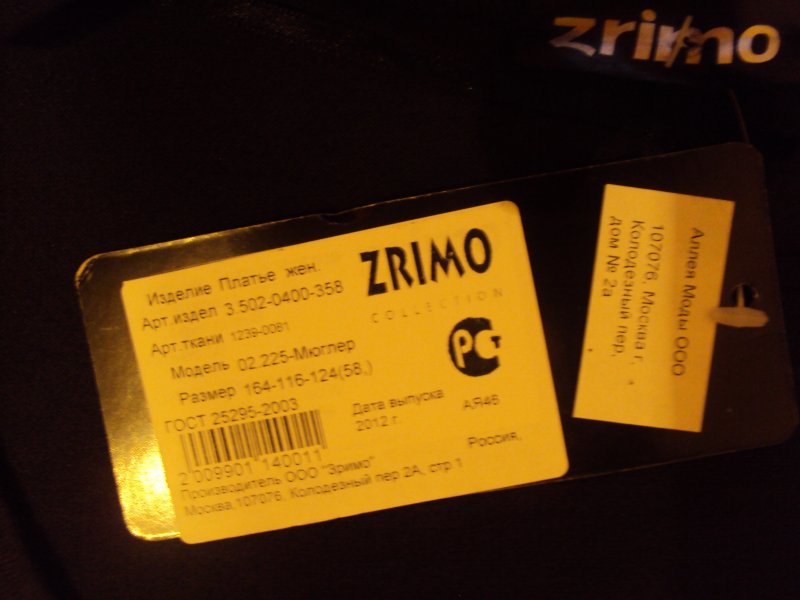 zrimo
ZRIMO
COLLECTION
Изделие Платье жен.
Арт.издел 3.502-0400-358
Арт.ткани 1239-0081
Модель 02.225-Мюглер
Размер 164-116-124(58,)
ГОСТ 25295-2003
РСТ
АЯ46
Дата выпуска
2012 г.
2 009901 140011
Россия,
Производитель ООО "Зримо"
Москва,107076, Колодезный пер 2А, стр.1
Аллея Моды ООО
107076, Москва г,
Колодезный пер,
дом № 2а